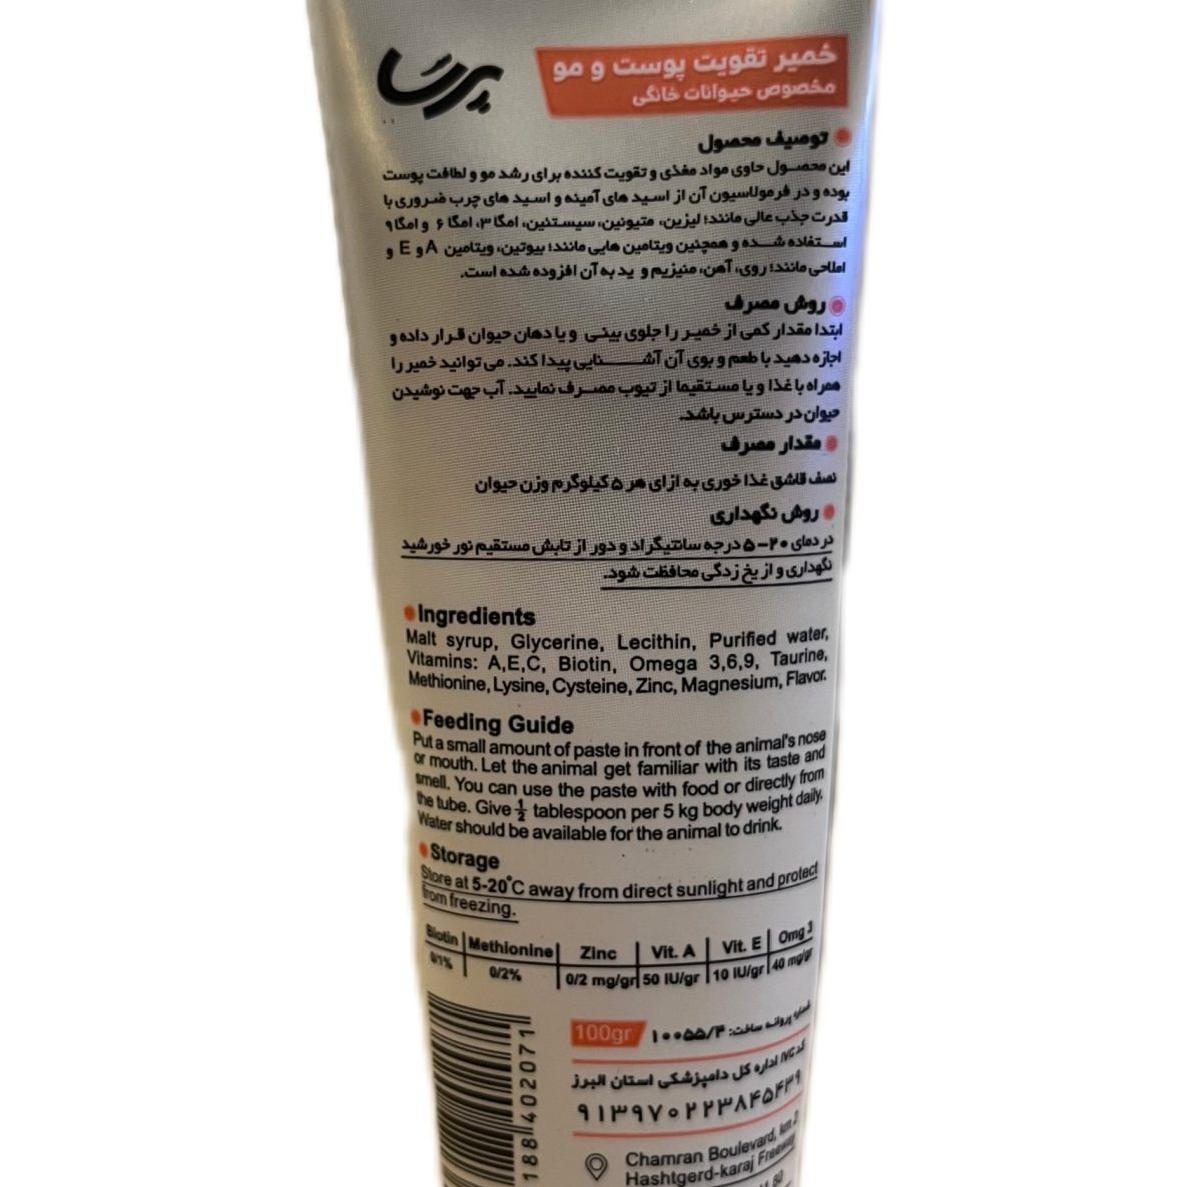 پرسا
خمیر تقویت پوست و مو
مخصوص حیوانات خانگی
توصیف محصول
این محصول حاوی مواد مغذی و تقویت کننده برای رشد مو و لطافت پوست
بوده و در فرمولاسیون آن از اسید های آمینه و اسید های چرب ضروری با
قدرت جذب عالی مانند؛ لیزین، متیونین، سیستئین، امگا ۳، امگا ۶ و امگا ۹
استفاده شده و همچنین ویتامین هایی مانند؛ بیوتین، ویتامین A و E و
املاحی مانند؛ روی، آهن، منیزیم و ید به آن افزوده شده است.
روش مصرف
ابتدا مقدار کمی از خمیر را جلوی بینی و یا دهان حیوان قرار داده و
اجازه دهید با طعم و بوی آن آشنایی پیدا کند. می توانید خمیر را
همراه با غذا و یا مستقیما از تیوب مصرف نمایید. آب جهت نوشیدن
حیوان در دسترس باشد.
مقدار مصرف
نصف قاشق غذا خوری به ازای هر ۵ کیلوگرم وزن حیوان
روش نگهداری
در دمای ۲۰-۵ درجه سانتیگراد و دور از تابش مستقیم نور خورشید
نگهداری و از یخ زدگی محافظت شود.
Ingredients
Malt syrup, Glycerine, Lecithin, Purified water,
Vitamins: A,E,C, Biotin, Omega 3,6,9, Taurine,
Methionine, Lysine, Cysteine, Zinc, Magnesium, Flavor.
Feeding Guide
Put a small amount of paste in front of the animal's nose
or mouth. Let the animal get familiar with its taste and
smell. You can use the paste with food or directly from
the tube. Give ½ tablespoon per 5 kg body weight daily.
Water should be available for the animal to drink.
Storage
Store at 5-20°C away from direct sunlight and protect
from freezing.
Biotin Methionine Zinc Vit. A Vit. E Omg 3
0/1% 0/2% 0/2 mg/gr 50 IU/gr 10 IU/gr 40 mg/gr
100gr
شماره پروانه ساخت: ۱۰۰۵۵/۴
کد IVC اداره کل دامپزشکی استان البرز
۹۱۳۹۷۰۲۲۳۸۴۵۴۳۹
188402071
Chamran Boulevard, km 2
Hashtgerd-karaj Freeway